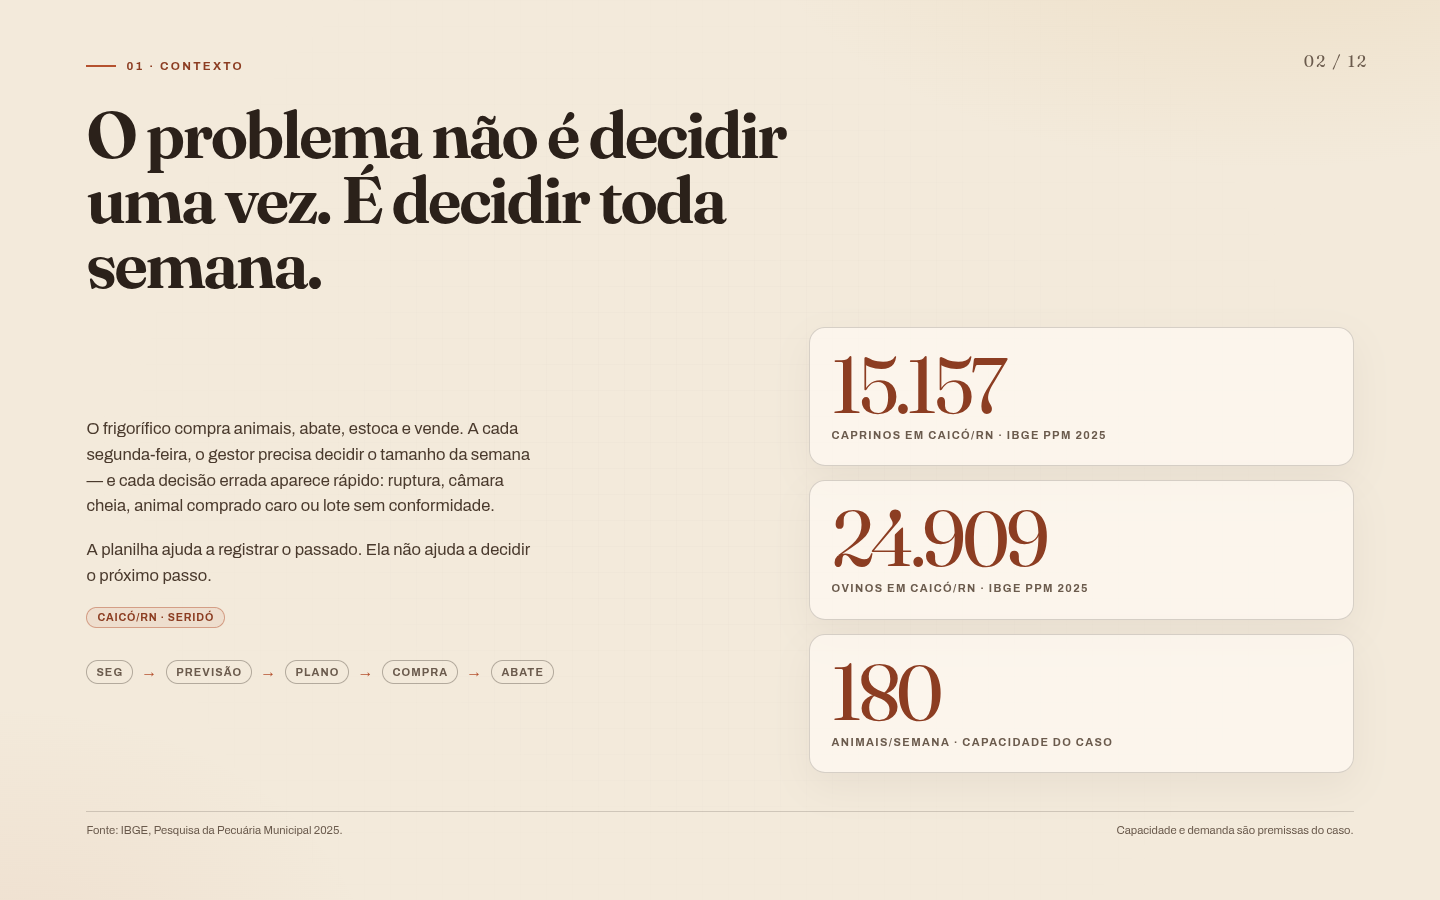 01 · CONTEXTO
02 / 12
O problema não é decidir
uma vez. É decidir toda
semana.
O frigorífico compra animais, abate, estoca e vende. A cada
segunda-feira, o gestor precisa decidir o tamanho da semana
— e cada decisão errada aparece rápido: ruptura, câmara
cheia, animal comprado caro ou lote sem conformidade.
A planilha ajuda a registrar o passado. Ela não ajuda a decidir
o próximo passo.
CAICÓ/RN · SERIDÓ
SEG → PREVISÃO → PLANO → COMPRA → ABATE
15.157
CAPRINOS EM CAICÓ/RN · IBGE PPM 2025
24.909
OVINOS EM CAICÓ/RN · IBGE PPM 2025
180
ANIMAIS/SEMANA · CAPACIDADE DO CASO
Fonte: IBGE, Pesquisa da Pecuária Municipal 2025.
Capacidade e demanda são premissas do caso.